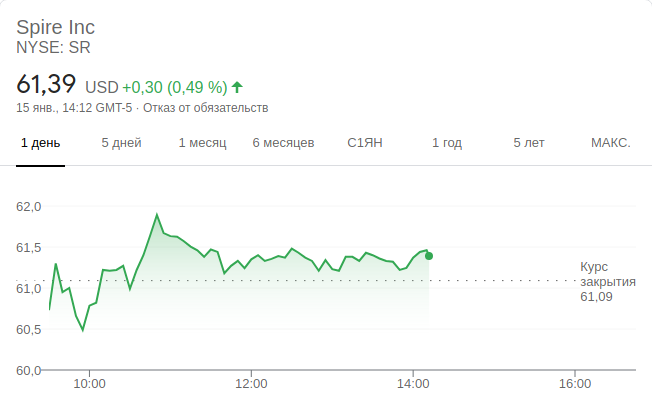 Spire Inc
NYSE: SR
61,39 USD +0,30 (0,49 %)
15 янв., 14:12 GMT-5 · Отказ от обязательств
1 день 5 дней 1 месяц 6 месяцев С1ЯН 1 год 5 лет МАКС.
62,0
61,5
61,0
60,5
60,0
Курс
закрытия
61,09
10:00 12:00 14:00 16:00